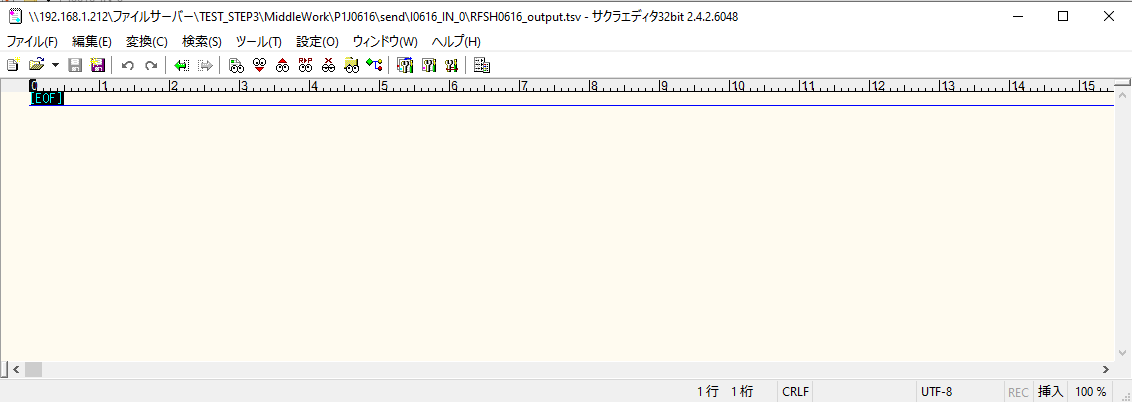 \\192.168.1.212\ファイルサーバー\TEST_STEP3\MiddleWork\P1J0616\send\I0616_IN_0\RFSH0616_output.tsv - サクラエディタ32bit 2.4.2.6048
ファイル(F) 編集(E) 変換(C) 検索(S) ツール(T) 設定(O) ウィンドウ(W) ヘルプ(H)
0 1 2 3 4 5 6 7 8 9 10 11 12 13 14 15
[EOF]
1 行 1 桁 CRLF UTF-8 REC 挿入 100 %